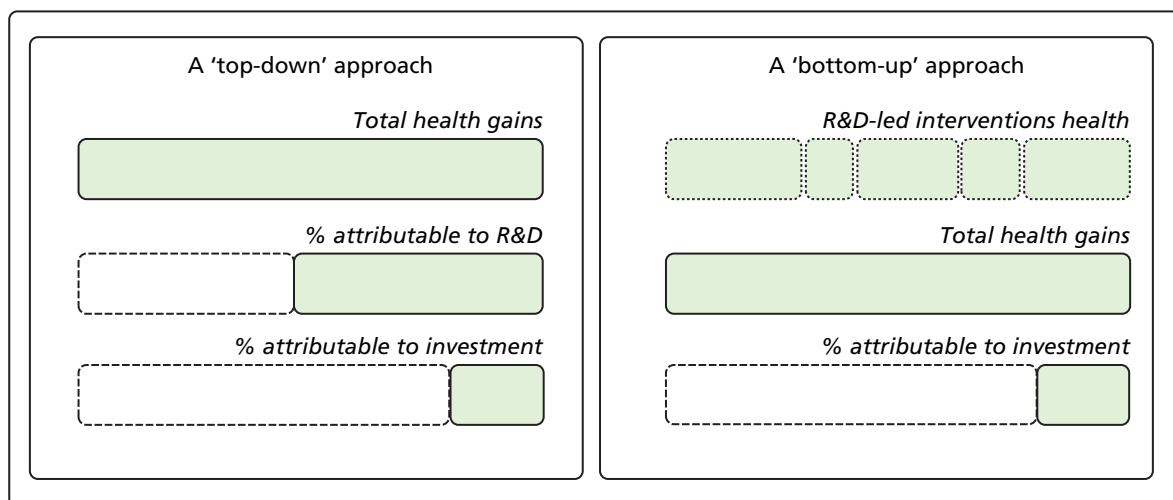 A ‘top-down’ approach
Total health gains
% attributable to R&D
% attributable to investment
A ‘bottom-up’ approach
R&D-led interventions health
Total health gains
% attributable to investment